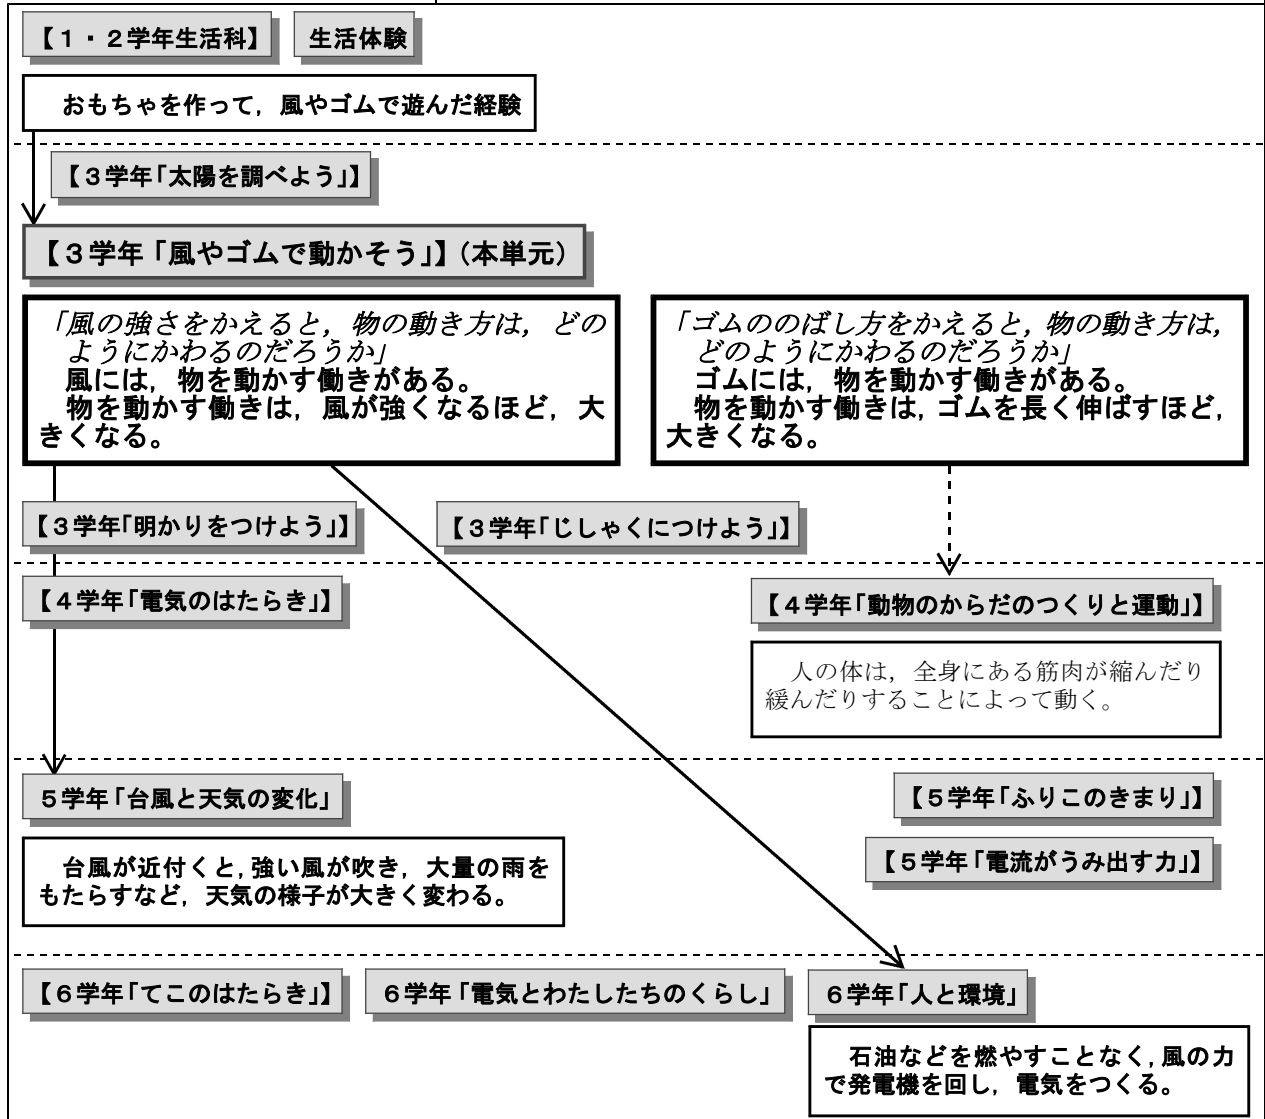 【１・２学年生活科】
生活体験
おもちゃを作って，風やゴムで遊んだ経験
【３学年「太陽を調べよう」】
【３学年「風やゴムで動かそう」】（本単元）
「風の強さをかえると，物の動き方は，どの
ようにかわるのだろうか」
風には，物を動かす働きがある。
物を動かす働きは，風が強くなるほど，大
きくなる。
「ゴムののばし方をかえると，物の動き方は，
どのようにかわるのだろうか」
ゴムには，物を動かす働きがある。
物を動かす働きは，ゴムを長く伸ばすほど，
大きくなる。
【３学年「明かりをつけよう」】
【３学年「じしゃくにつけよう」】
【４学年「電気のはたらき」】
【４学年「動物のからだのつくりと運動」】
人の体は，全身にある筋肉が縮んだり
緩んだりすることによって動く。
５学年「台風と天気の変化」
【５学年「ふりこのきまり」】
【５学年「電流がうみ出す力」】
台風が近付くと，強い風が吹き，大量の雨を
もたらすなど，天気の様子が大きく変わる。
【６学年「てこのはたらき」】
６学年「電気とわたしたちのくらし」
６学年「人と環境」
石油などを燃やすことなく，風の力
で発電機を回し，電気をつくる。